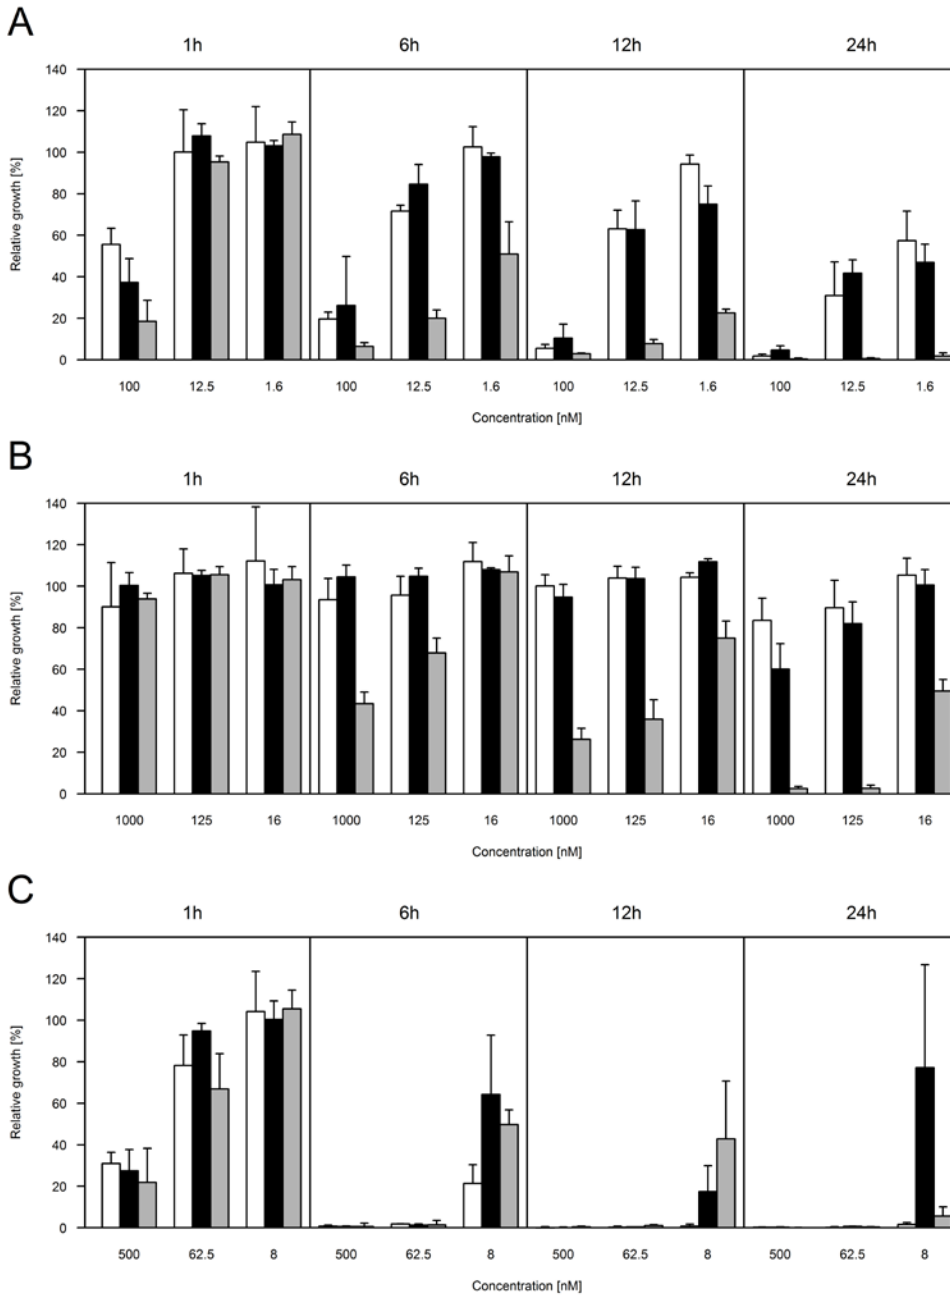 A
1h 6h 12h 24h
140
120
100
80
60
40
20
0
Relative growth [%]
100 12.5 1.6 100 12.5 1.6 100 12.5 1.6 100 12.5 1.6
Concentration [nM]
B
1h 6h 12h 24h
140
120
100
80
60
40
20
0
Relative growth [%]
1000 125 16 1000 125 16 1000 125 16 1000 125 16
Concentration [nM]
C
1h 6h 12h 24h
140
120
100
80
60
40
20
0
Relative growth [%]
500 62.5 8 500 62.5 8 500 62.5 8 500 62.5 8
Concentration [nM]